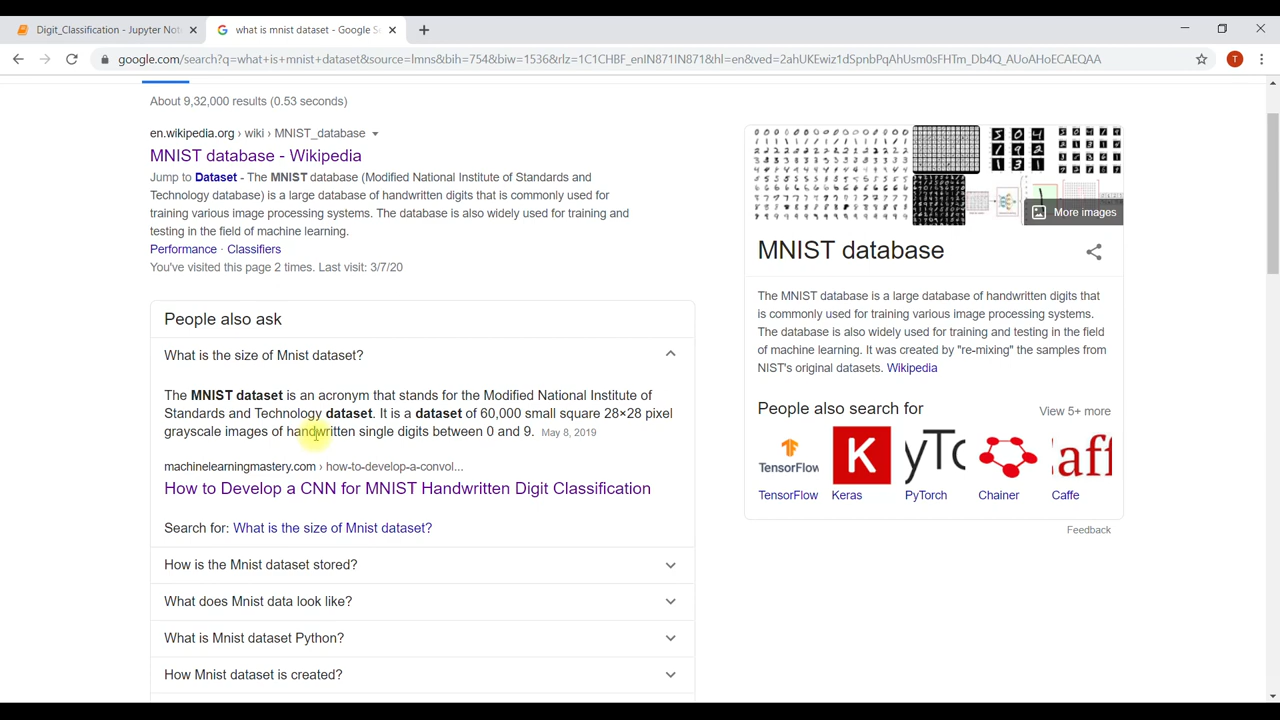 Digit_Classification - Jupyter Not
what is mnist dataset - Google S
google.com/search?q=what+is+mnist+dataset&source=lmns&bih=754&biw=1536&rlz=1C1CHBF_enIN871IN871&hl=en&ved=2ahUKEwiz1dSpnbPqAhUsm0sFHTm_Db4Q_AUoAHoECAEQAA
T
About 9,32,000 results (0.53 seconds)
en.wikipedia.org › wiki › MNIST_database
MNIST database - Wikipedia
Jump to Dataset - The MNIST database (Modified National Institute of Standards and
Technology database) is a large database of handwritten digits that is commonly used for
training various image processing systems. The database is also widely used for training and
testing in the field of machine learning.
Performance · Classifiers
You've visited this page 2 times. Last visit: 3/7/20
People also ask
What is the size of Mnist dataset?
The MNIST dataset is an acronym that stands for the Modified National Institute of
Standards and Technology dataset. It is a dataset of 60,000 small square 28×28 pixel
grayscale images of handwritten single digits between 0 and 9. May 8, 2019
machinelearningmastery.com › how-to-develop-a-convol...
How to Develop a CNN for MNIST Handwritten Digit Classification
Search for: What is the size of Mnist dataset?
How is the Mnist dataset stored?
What does Mnist data look like?
What is Mnist dataset Python?
How Mnist dataset is created?
More images
MNIST database
The MNIST database is a large database of handwritten digits that
is commonly used for training various image processing systems.
The database is also widely used for training and testing in the field
of machine learning. It was created by "re-mixing" the samples from
NIST's original datasets. Wikipedia
People also search for
View 5+ more
TensorFlow
K
yTo
aff
TensorFlow
Keras
PyTorch
Chainer
Caffe
Feedback